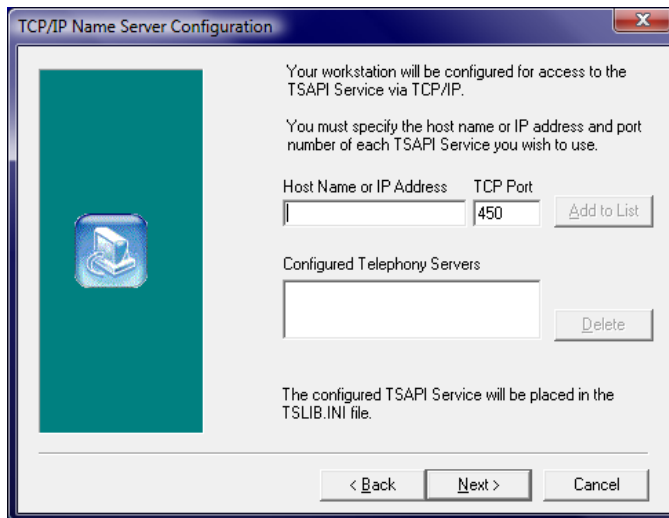 TCP/IP Name Server Configuration
Your workstation will be configured for access to the
TSAPI Service via TCP/IP.
You must specify the host name or IP address and port
number of each TSAPI Service you wish to use.
Host Name or IP Address TCP Port
450 Add to List
Configured Telephony Servers
Delete
The configured TSAPI Service will be placed in the
TSLIB.INI file.
< Back Next > Cancel